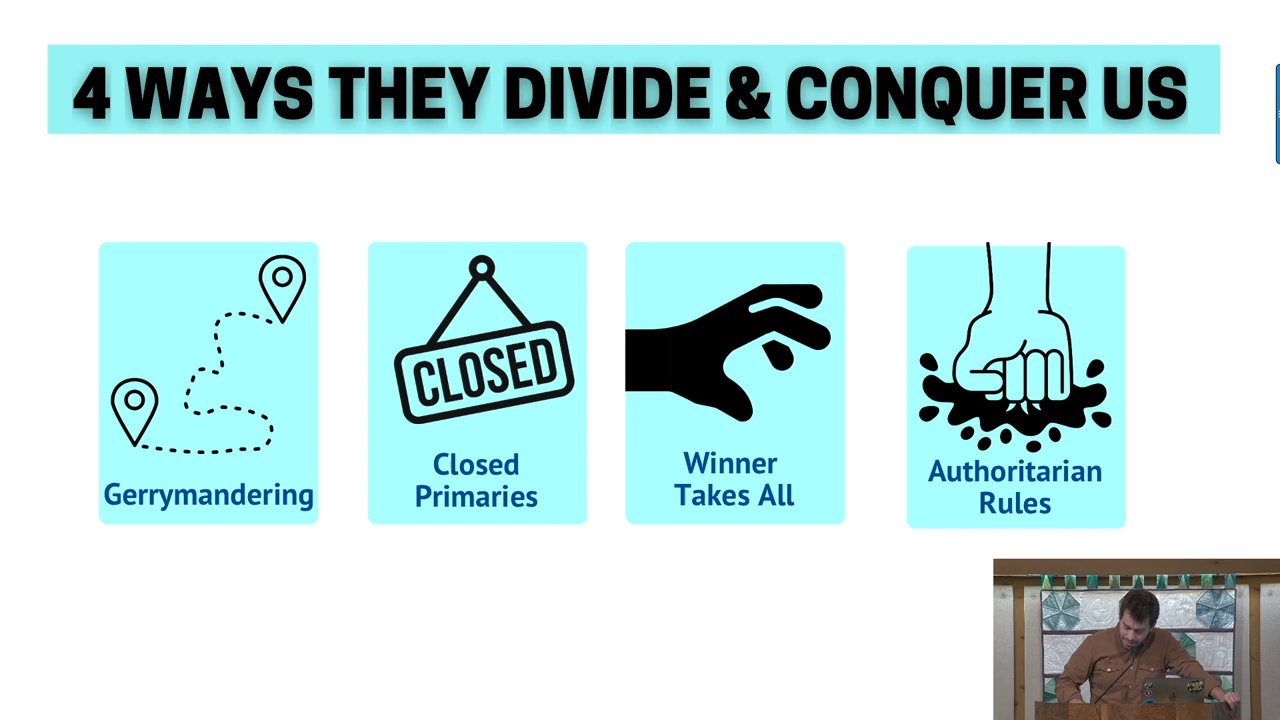 4 WAYS THEY DIVIDE & CONQUER US
CLOSED
Gerrymandering
Closed
Primaries
Winner
Takes All
Authoritarian
Rules